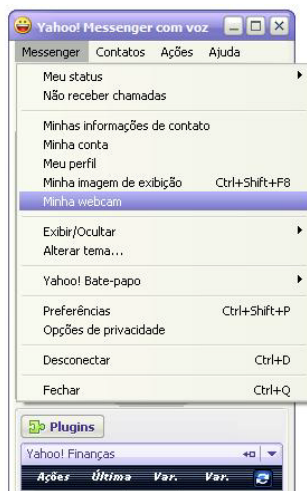 Yahoo! Messenger com voz
Messenger Contatos Ações Ajuda
Meu status
Não receber chamadas
Minhas informações de contato
Minha conta
Meu perfil
Minha imagem de exibição Ctrl+Shift+F8
Minha webcam
Exibir/Ocultar
Alterar tema...
Yahoo! Bate-papo
Preferências Ctrl+Shift+P
Opções de privacidade
Desconectar Ctrl+D
Fechar Ctrl+Q
Plugins
Yahoo! Finanças
Ações Última Var. Var.